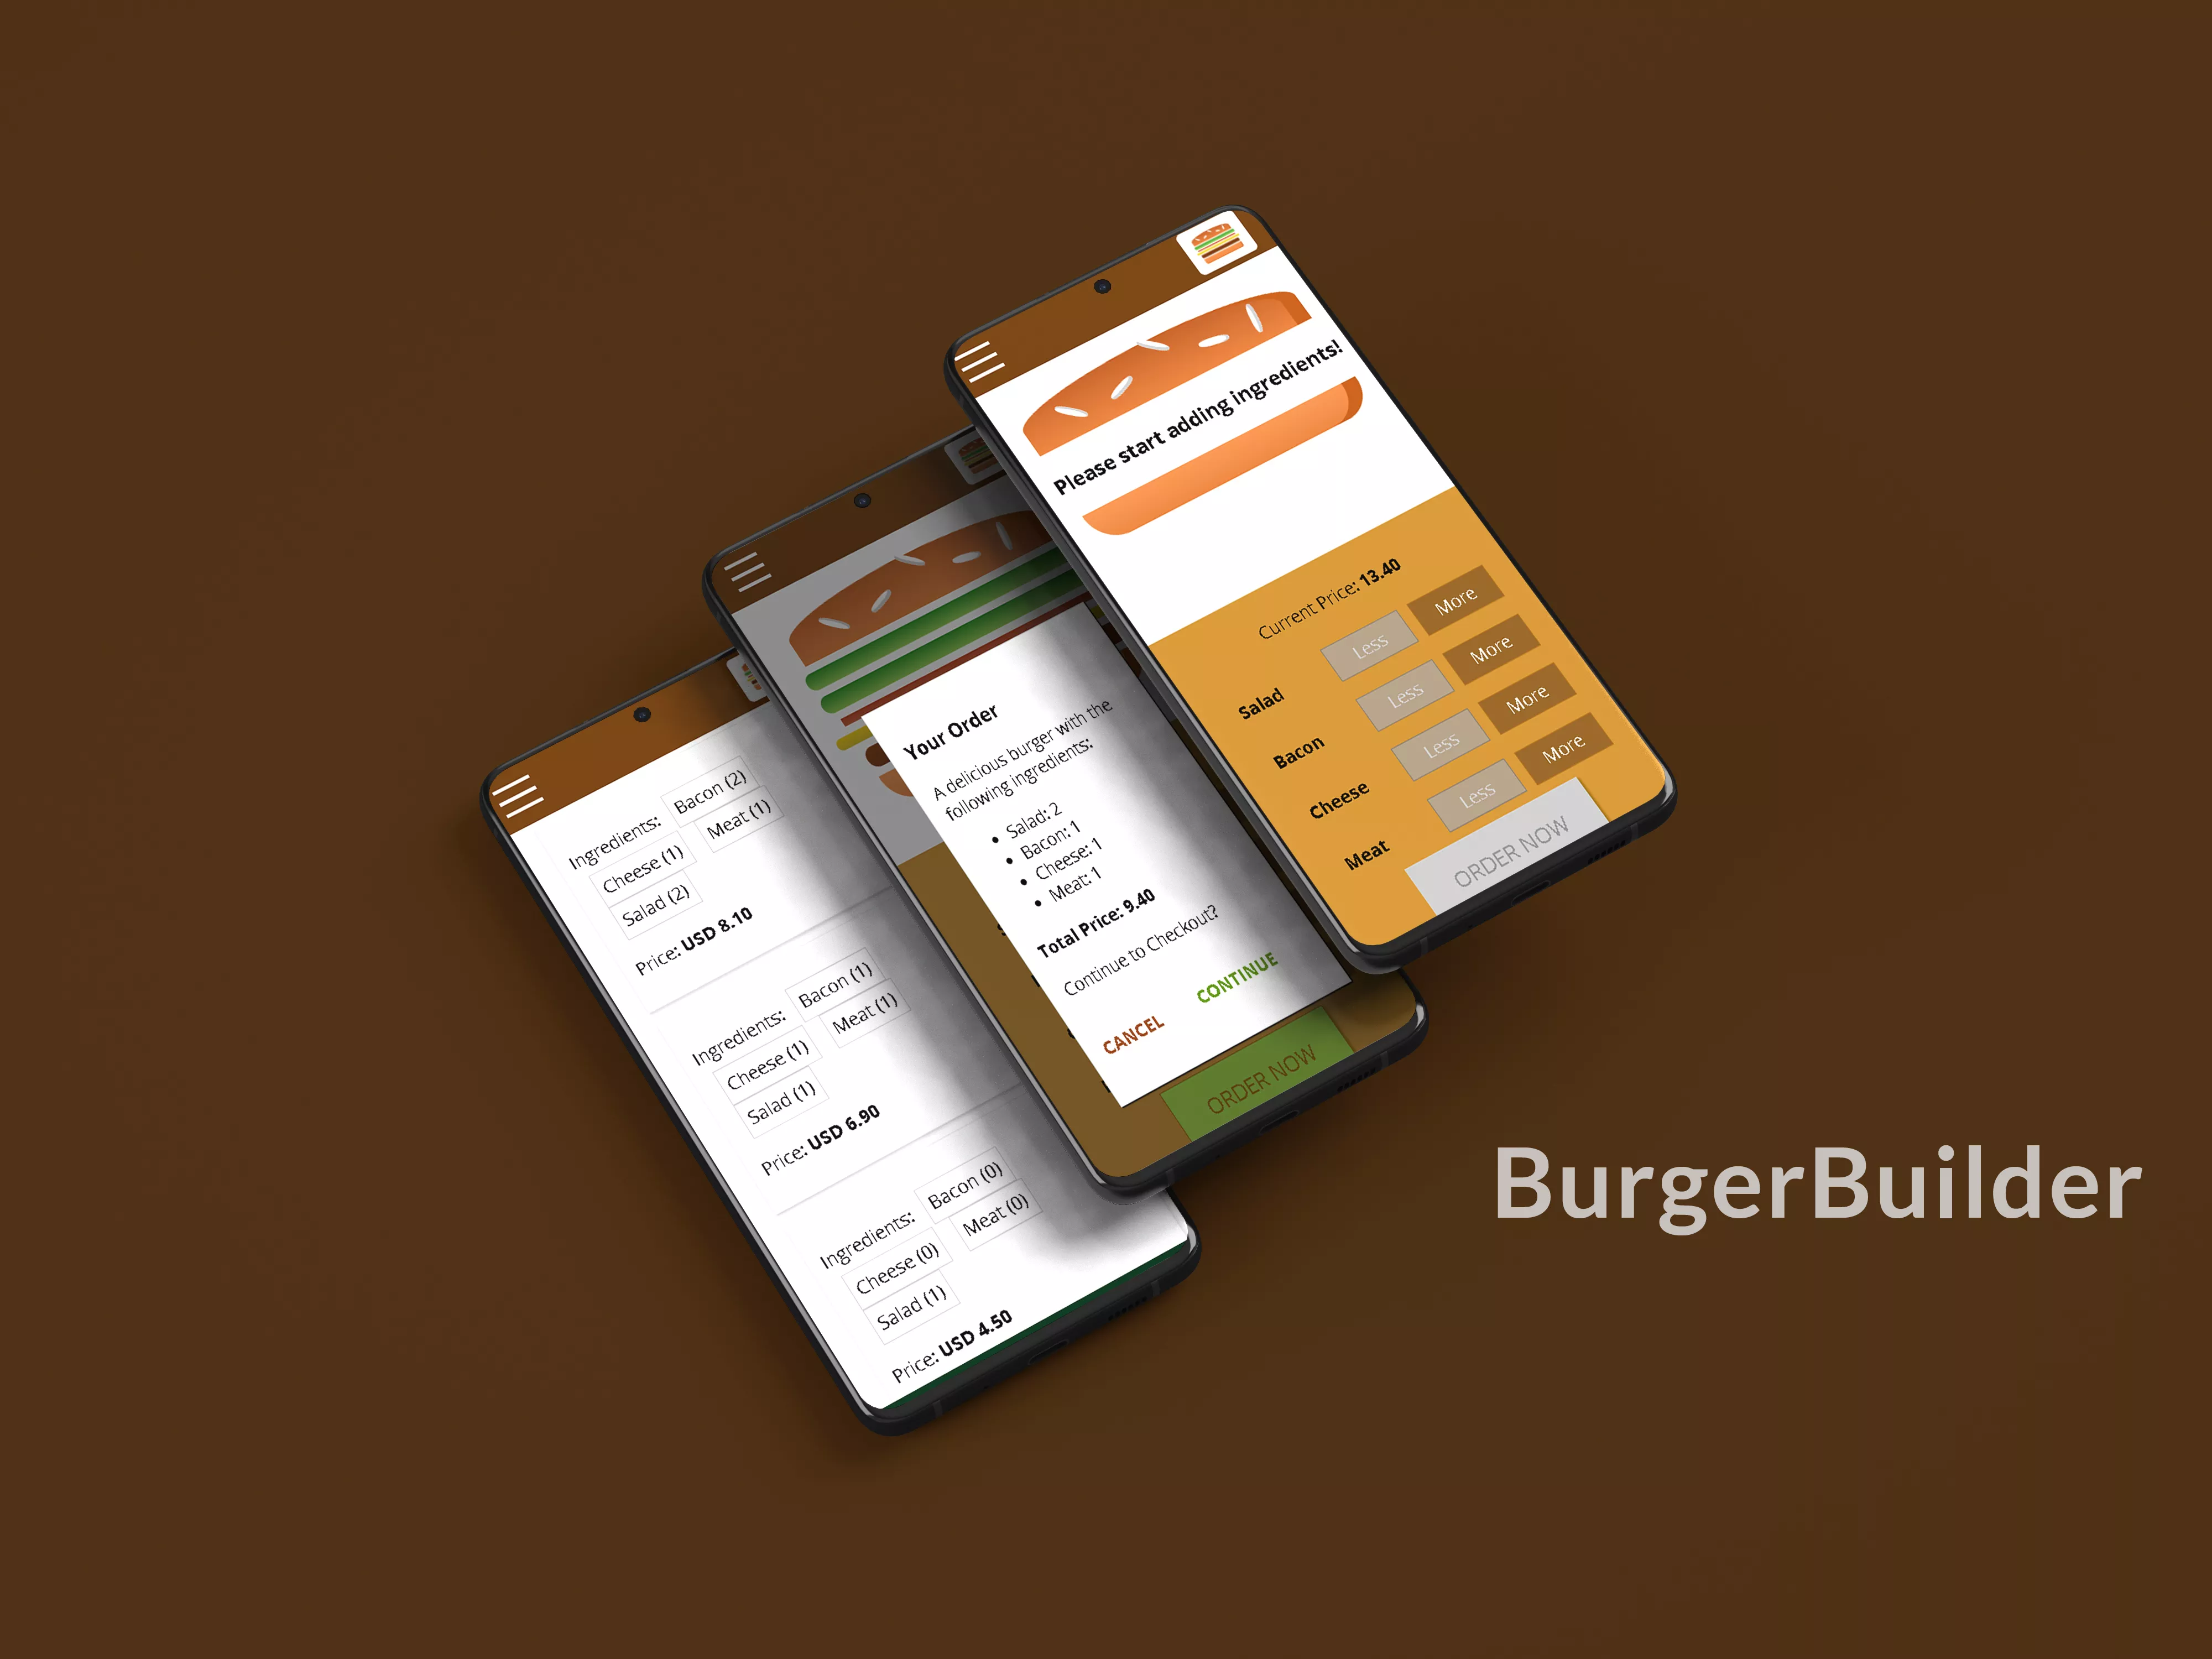 Please start adding ingredients!
Current Price: 13.40
Salad Less More
Bacon Less More
Cheese Less More
Meat Less More
ORDER NOW
Your Order
A delicious burger with the
following ingredients:
Salad: 2
Bacon: 1
Cheese: 1
Meat: 1
Total Price: 9.40
Continue to Checkout?
CANCEL CONTINUE
ORDER NOW
Ingredients: Bacon (2)
Cheese (1) Meat (1)
Salad (2)
Price: USD 8.10
Ingredients: Bacon (1)
Cheese (1) Meat (1)
Salad (1)
Price: USD 6.90
Ingredients: Bacon (0)
Cheese (0) Meat (0)
Salad (1)
Price: USD 4.50
BurgerBuilder